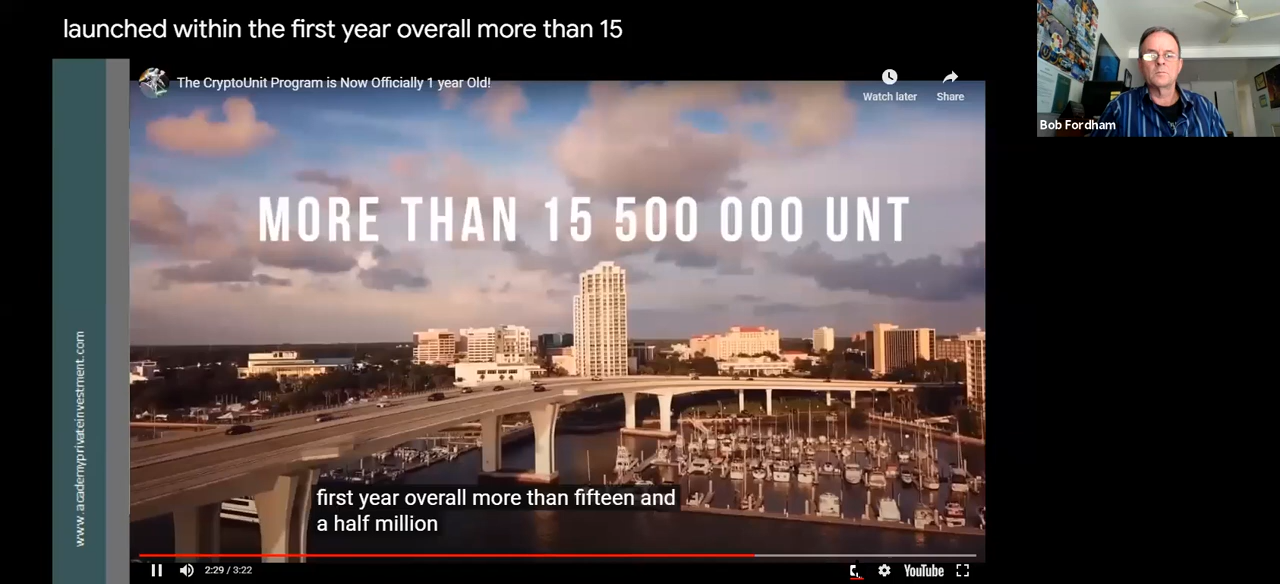 launched within the first year overall more than 15
The CryptoUnit Program is Now Officially 1 year Old!
Watch later
Share
Bob Fordham
MORE THAN 15 500 000 UNT
www.academyprivateinvestment.com
first year overall more than fifteen and
a half million
2:29 / 3:22
YouTube